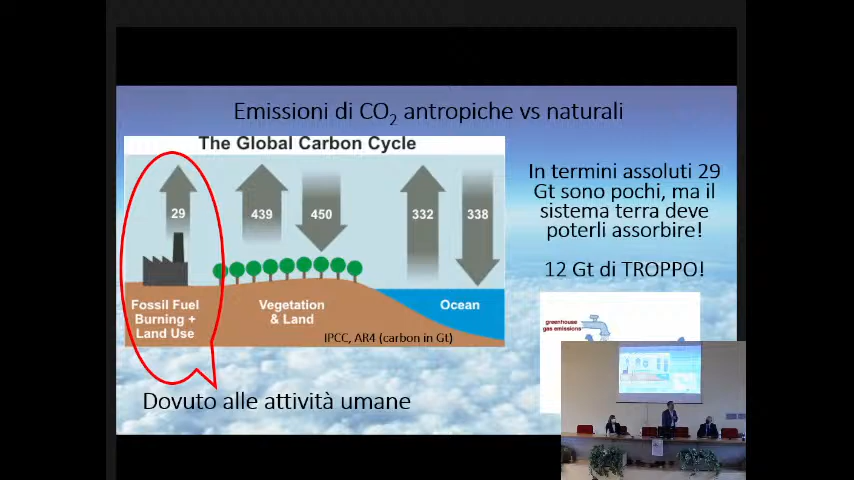 Emissioni di CO₂ antropiche vs naturali
The Global Carbon Cycle
29
439
450
332
338
Fossil Fuel
Burning +
Land Use
Vegetation
& Land
Ocean
IPCC, AR4 (carbon in Gt)
Dovuto alle attività umane
In termini assoluti 29
Gt sono pochi, ma il
sistema terra deve
poterli assorbire!
12 Gt di TROPPO!
greenhouse
gas emissions